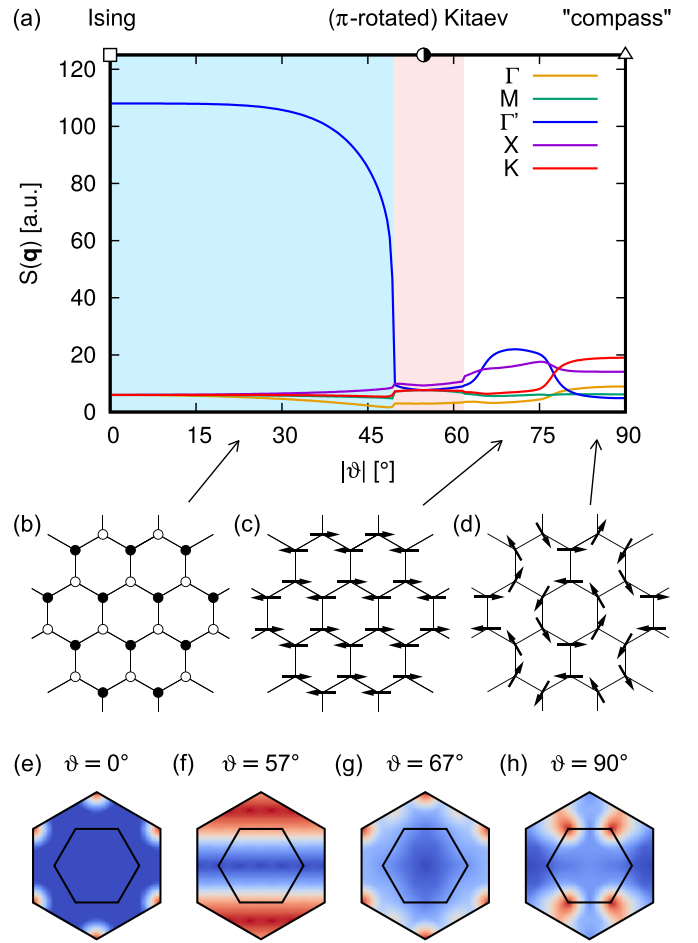 (a) Ising (π-rotated) Kitaev "compass"
120
100
80
60
40
20
0
S(q) [a.u.]
Γ
M
Γ'
X
K
0 15 30 45 60 75 90
|ϑ| [°]
(b) (c) (d)
(e) ϑ = 0° (f) ϑ = 57° (g) ϑ = 67° (h) ϑ = 90°